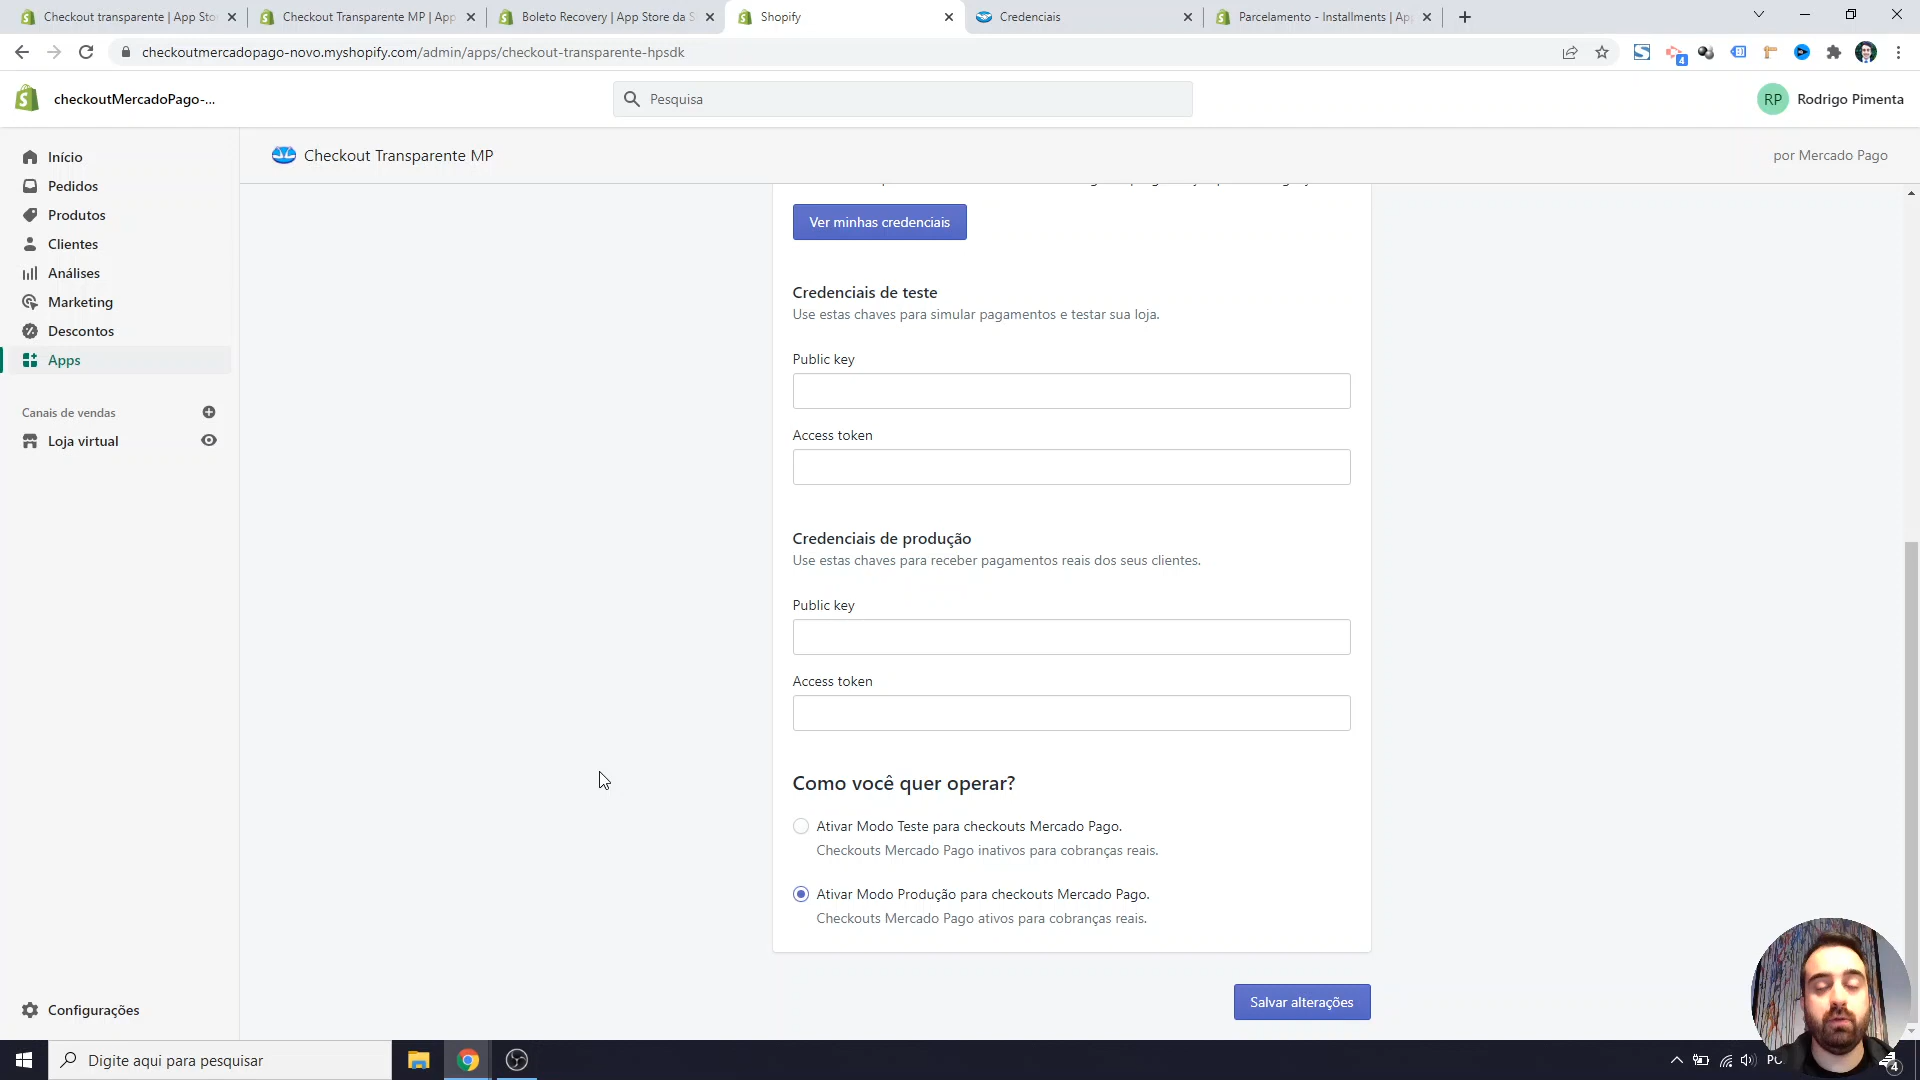 Checkout transparente | App Sto
Checkout Transparente MP | App
Boleto Recovery | App Store da S
Shopify
Credenciais
Parcelamento - Installments | Ap
checkoutmercadopago-novo.myshopify.com/admin/apps/checkout-transparente-hpsdk
4
checkoutMercadoPago-...
Pesquisa
RP
Rodrigo Pimenta
Início
Pedidos
Produtos
Clientes
Análises
Marketing
Descontos
Apps
Canais de vendas
Loja virtual
Configurações
Checkout Transparente MP
por Mercado Pago
Ver minhas credenciais
Credenciais de teste
Use estas chaves para simular pagamentos e testar sua loja.
Public key
Access token
Credenciais de produção
Use estas chaves para receber pagamentos reais dos seus clientes.
Public key
Access token
Como você quer operar?
Ativar Modo Teste para checkouts Mercado Pago.
Checkouts Mercado Pago inativos para cobranças reais.
Ativar Modo Produção para checkouts Mercado Pago.
Checkouts Mercado Pago ativos para cobranças reais.
Salvar alterações
Digite aqui para pesquisar
4